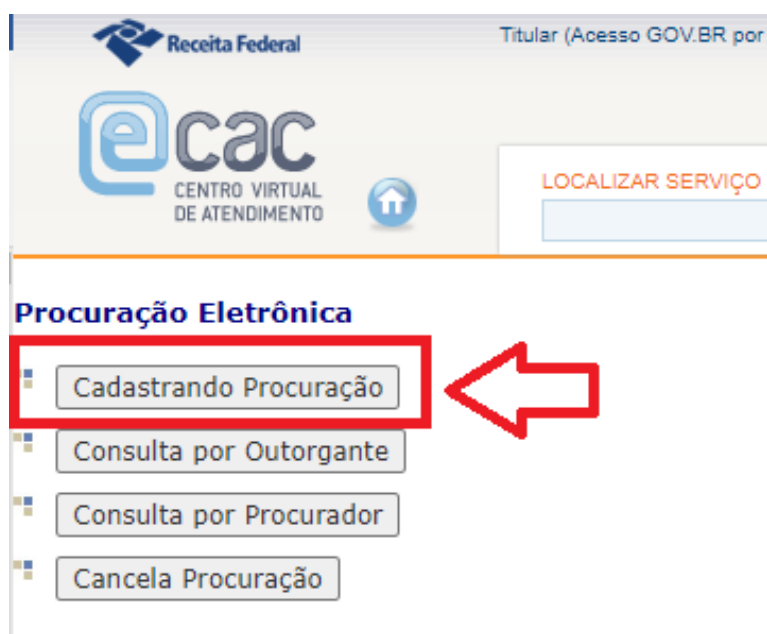 Receita Federal
Titular (Acesso GOV.BR por
e cac
CENTRO VIRTUAL
DE ATENDIMENTO
LOCALIZAR SERVIÇO
Procuração Eletrônica
Cadastrando Procuração
Consulta por Outorgante
Consulta por Procurador
Cancela Procuração